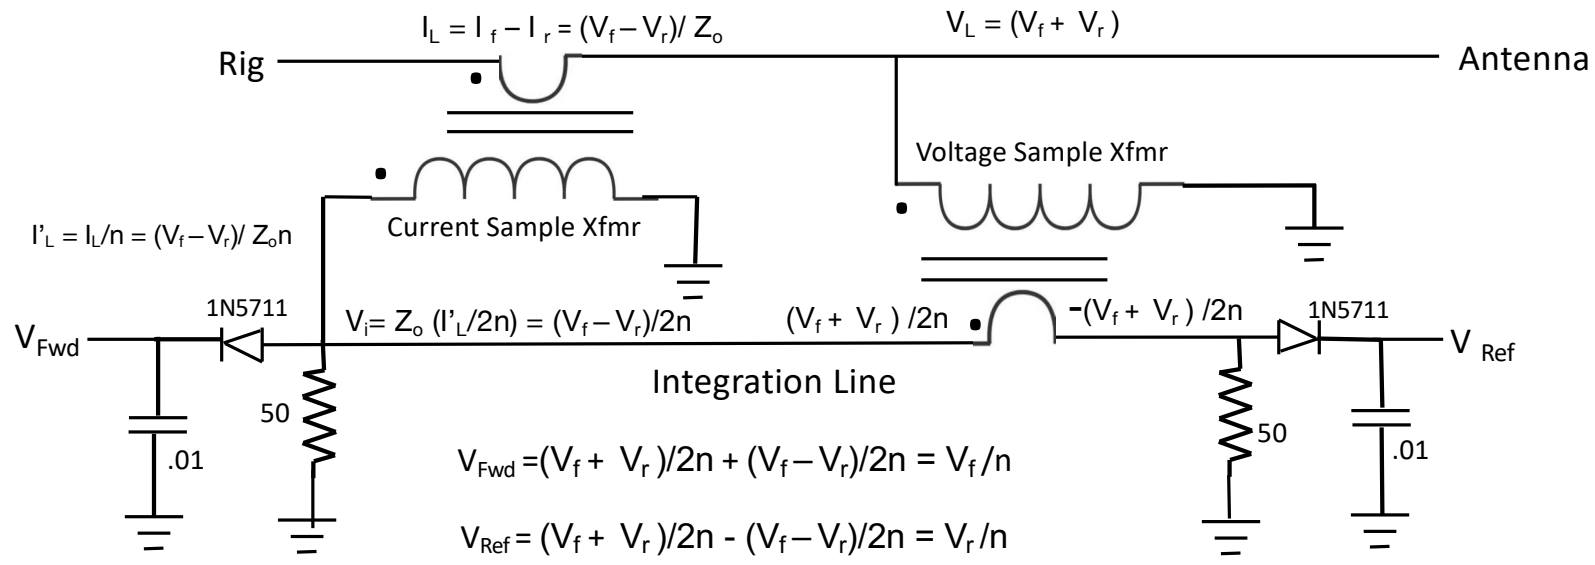 I_L = I_f – I_r = (V_f – V_r)/ Z_o
V_L = (V_f + V_r )
Rig
Antenna
Voltage Sample Xfmr
Current Sample Xfmr
I'_L = I_L/n = (V_f – V_r)/ Z_on
1N5711
V_i= Z_o (I'_L/2n) = (V_f – V_r)/2n
(V_f + V_r ) /2n
-(V_f + V_r ) /2n
1N5711
V_Fwd
V_Ref
Integration Line
50
.01
50
.01
V_Fwd =(V_f + V_r )/2n + (V_f – V_r)/2n = V_f /n
V_Ref = (V_f + V_r )/2n - (V_f – V_r)/2n = V_r /n